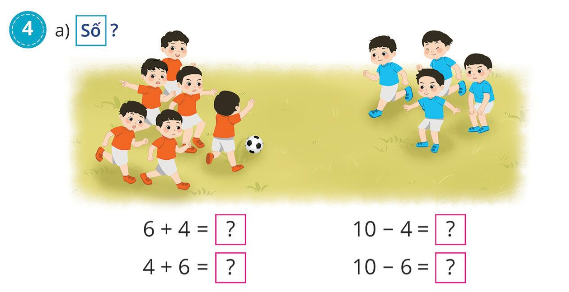 4 a) Số ?
6 + 4 = ? 10 − 4 = ?
4 + 6 = ? 10 − 6 = ?